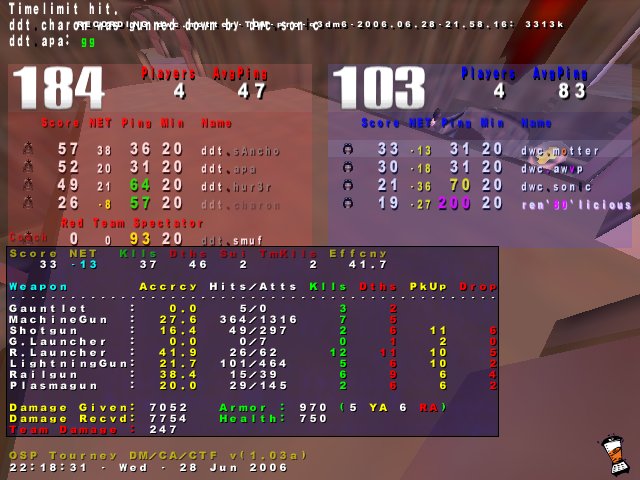 Timelimit hit.
ddt.charon was gunned down by dwc.sonic
ddt.apa: gg
184 Players AvgPing
4 47
103 Players AvgPing
4 83
Score NET Ping Min Name
57 38 36 20 ddt.sAncho
52 20 31 20 ddt.apa
49 21 64 20 ddt.hur3r
26 -8 57 20 ddt.charon
Red Team Spectator
Coach 0 0 93 20 ddt.smuf
Score NET Ping Min Name
33 -13 31 20 dwc.motter
30 -18 31 20 dwc.awvp
21 -36 70 20 dwc.sonic
19 -27 200 20 ren'80'licious
Score NET Klls Dths Sui TmKlls Effcny
33 -13 37 46 2 2 41.7
Weapon Accrcy Hits/Atts Klls Dths PkUp Drop
Gauntlet : 0.0 5/0 3 2
MachineGun : 27.6 364/1316 7 5
Shotgun : 16.4 49/297 2 6 11 6
G.Launcher : 0.0 0/7 0 1 2 0
R.Launcher : 41.9 26/62 12 11 10 5
LightningGun: 21.7 101/464 5 6 10 2
Railgun : 38.4 15/39 6 9 6 4
Plasmagun : 20.0 29/145 2 6 6 2
Damage Given: 7052 Armor : 970 (5 YA 6 RA)
Damage Recvd: 7754 Health: 750
Team Damage : 247
OSP Tourney DM/CA/CTF v(1.03a)
22:18:31 - Wed - 28 Jun 2006